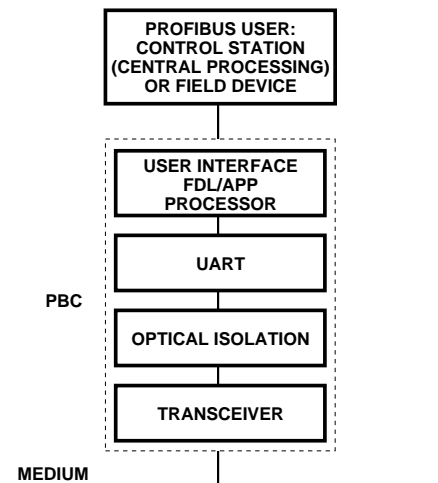 PROFIBUS USER:
CONTROL STATION
(CENTRAL PROCESSING)
OR FIELD DEVICE
USER INTERFACE
FDL/APP
PROCESSOR
UART
PBC
OPTICAL ISOLATION
TRANSCEIVER
MEDIUM